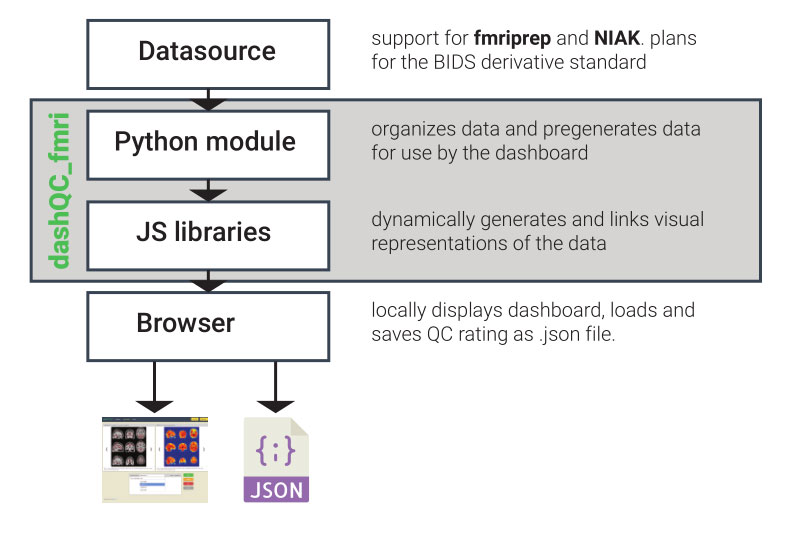 Datasource
support for fmriprep and NIAK. plans
for the BIDS derivative standard
dashQC_fmri
Python module
organizes data and pregenerates data
for use by the dashboard
JS libraries
dynamically generates and links visual
representations of the data
Browser
locally displays dashboard, loads and
saves QC rating as .json file.
{;}
JSON